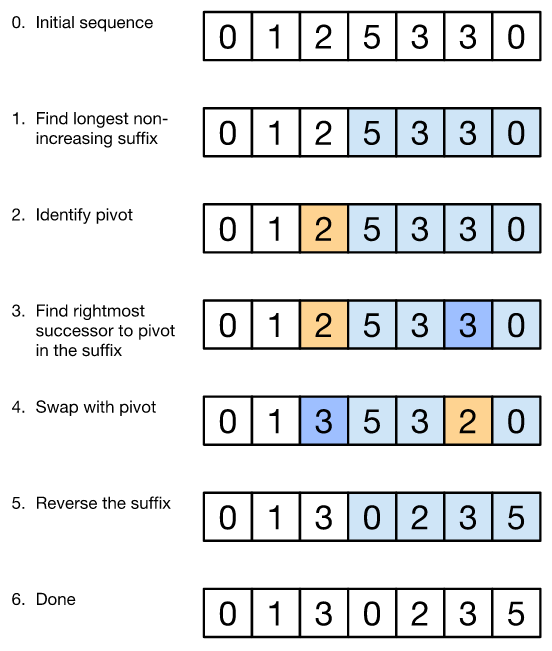 0. Initial sequence 0 1 2 5 3 3 0
1. Find longest non-
increasing suffix 0 1 2 5 3 3 0
2. Identify pivot 0 1 2 5 3 3 0
3. Find rightmost
successor to pivot 0 1 2 5 3 3 0
in the suffix
4. Swap with pivot 0 1 3 5 3 2 0
5. Reverse the suffix 0 1 3 0 2 3 5
6. Done 0 1 3 0 2 3 5